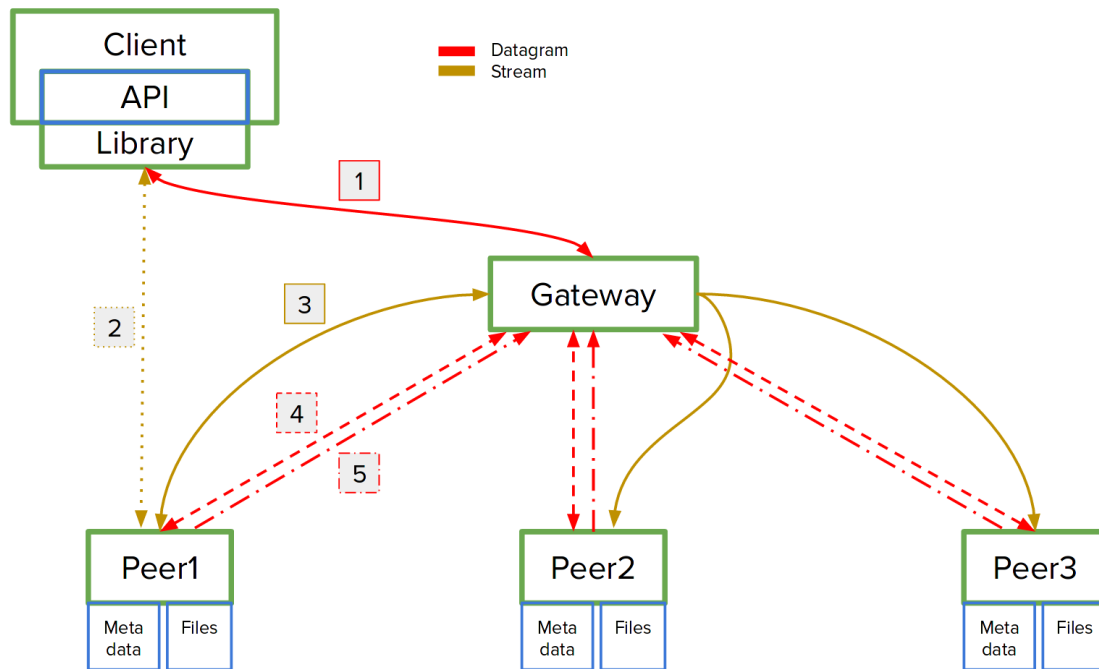 Client
API
Library
Datagram
Stream
1
Gateway
3
2
4
5
Peer1
Peer2
Peer3
Meta
data
Files
Meta
data
Files
Meta
data
Files